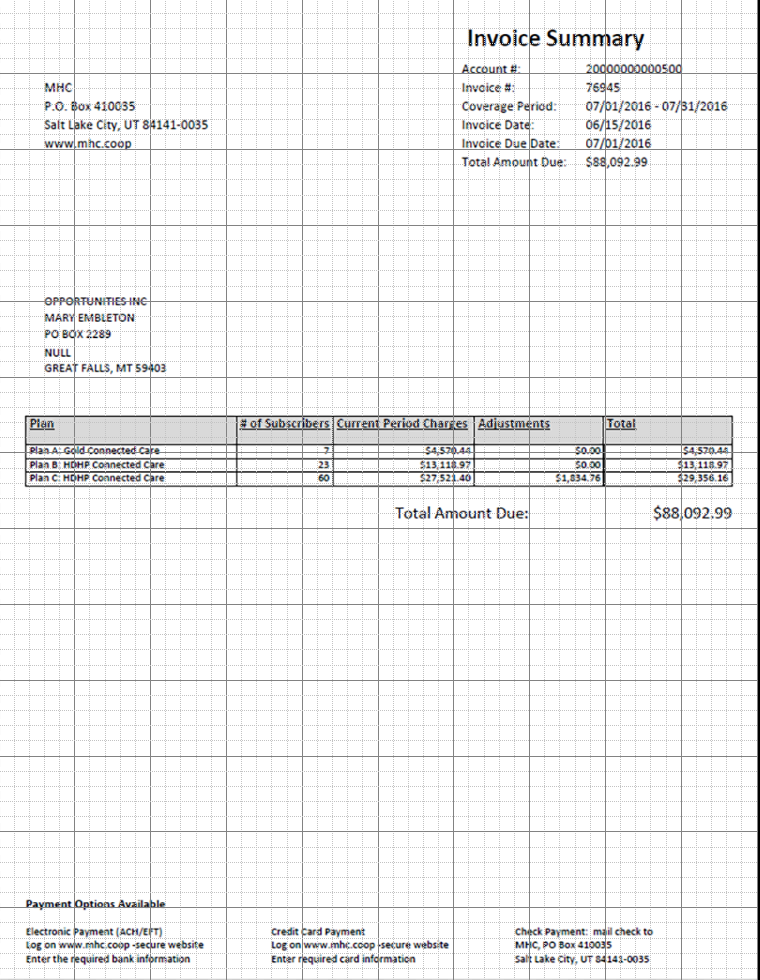 Invoice Summary
Account #: 20000000000500
Invoice #: 76945
Coverage Period: 07/01/2016 - 07/31/2016
Invoice Date: 06/15/2016
Invoice Due Date: 07/01/2016
Total Amount Due: $88,092.99
MHC
P.O. Box 410035
Salt Lake City, UT 84141-0035
www.mhc.coop
OPPORTUNITIES INC
MARY EMBLETON
PO BOX 2289
NULL
GREAT FALLS, MT 59403
Plan # of Subscribers Current Period Charges Adjustments Total
Plan A: Gold Connected Care 7 $4,570.44 $0.00 $4,570.44
Plan B: HDHP Connected Care 23 $13,118.97 $0.00 $13,118.97
Plan C: HDHP Connected Care 60 $27,521.40 $1,834.76 $29,356.16
Total Amount Due: $88,092.99
Payment Options Available
Electronic Payment (ACH/EFT)
Log on www.mhc.coop -secure website
Enter the required bank information
Credit Card Payment
Log on www.mhc.coop -secure website
Enter required card information
Check Payment: mail check to
MHC, PO Box 410035
Salt Lake City, UT 84141-0035